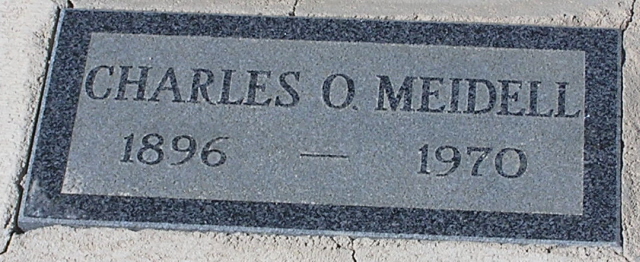 CHARLES O. MEIDELL
1896 — 1970